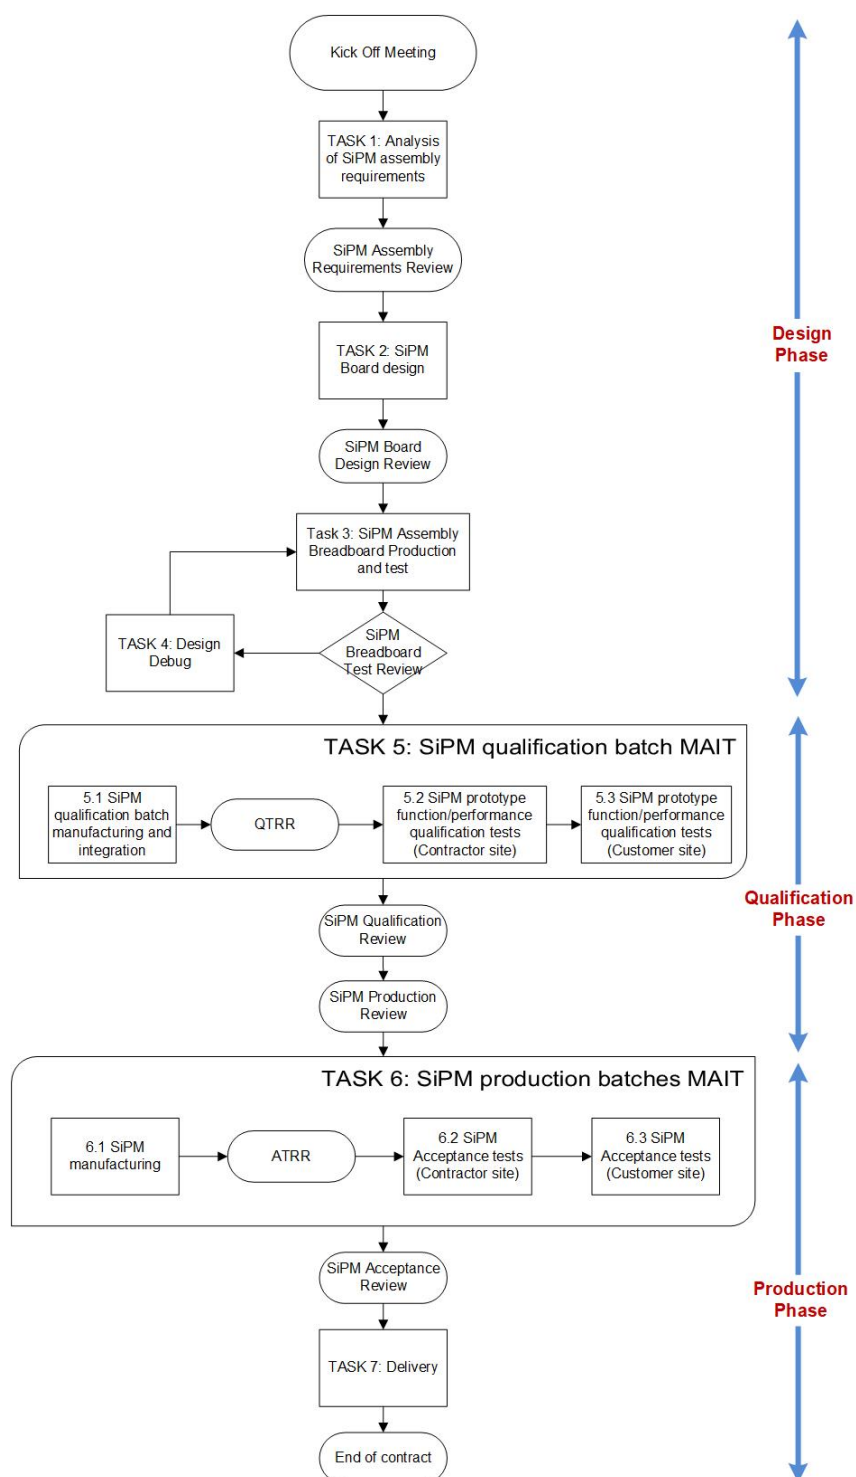 Kick Off Meeting
TASK 1: Analysis
of SiPM assembly
requirements
SiPM Assembly
Requirements Review
Design
Phase
TASK 2: SiPM
Board design
SiPM Board
Design Review
Task 3: SiPM Assembly
Breadboard Production
and test
SiPM
Breadboard
Test Review
TASK 4: Design
Debug
TASK 5: SiPM qualification batch MAIT
5.1 SiPM
qualification batch
manufacturing and
integration
QTRR
5.2 SiPM prototype
function/performance
qualification tests
(Contractor site)
5.3 SiPM prototype
function/performance
qualification tests
(Customer site)
Qualification
Phase
SiPM Qualification
Review
SiPM Production
Review
TASK 6: SiPM production batches MAIT
6.1 SiPM
manufacturing
ATRR
6.2 SiPM
Acceptance tests
(Contractor site)
6.3 SiPM
Acceptance tests
(Customer site)
SiPM Acceptance
Review
Production
Phase
TASK 7: Delivery
End of contract